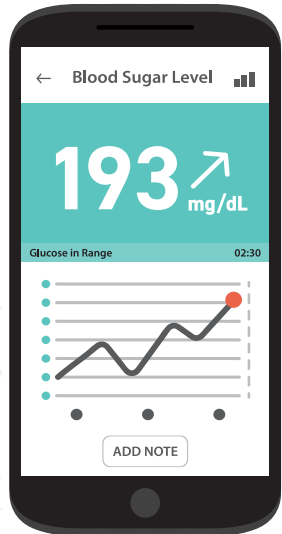 Blood Sugar Level
193
mg/dL
Glucose in Range
02:30
ADD NOTE